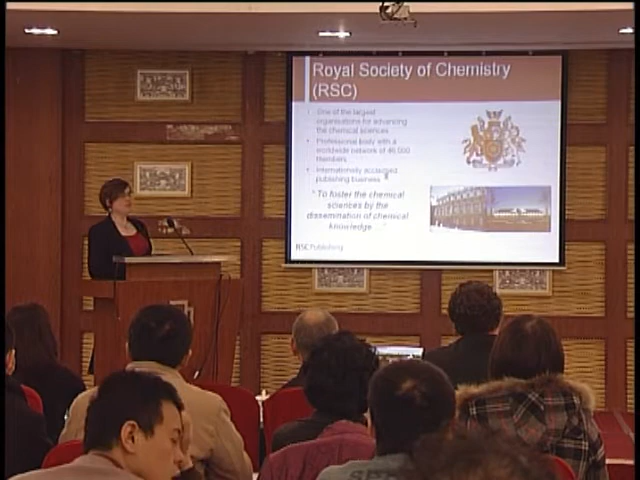 Royal Society of Chemistry
(RSC)
One of the largest
organisations for advancing
the chemical sciences
Professional body with a
worldwide network of 46,000
members
Internationally acclaimed
publishing business
"To foster the chemical
sciences by the
dissemination of chemical
knowledge..."
RSCPublishing